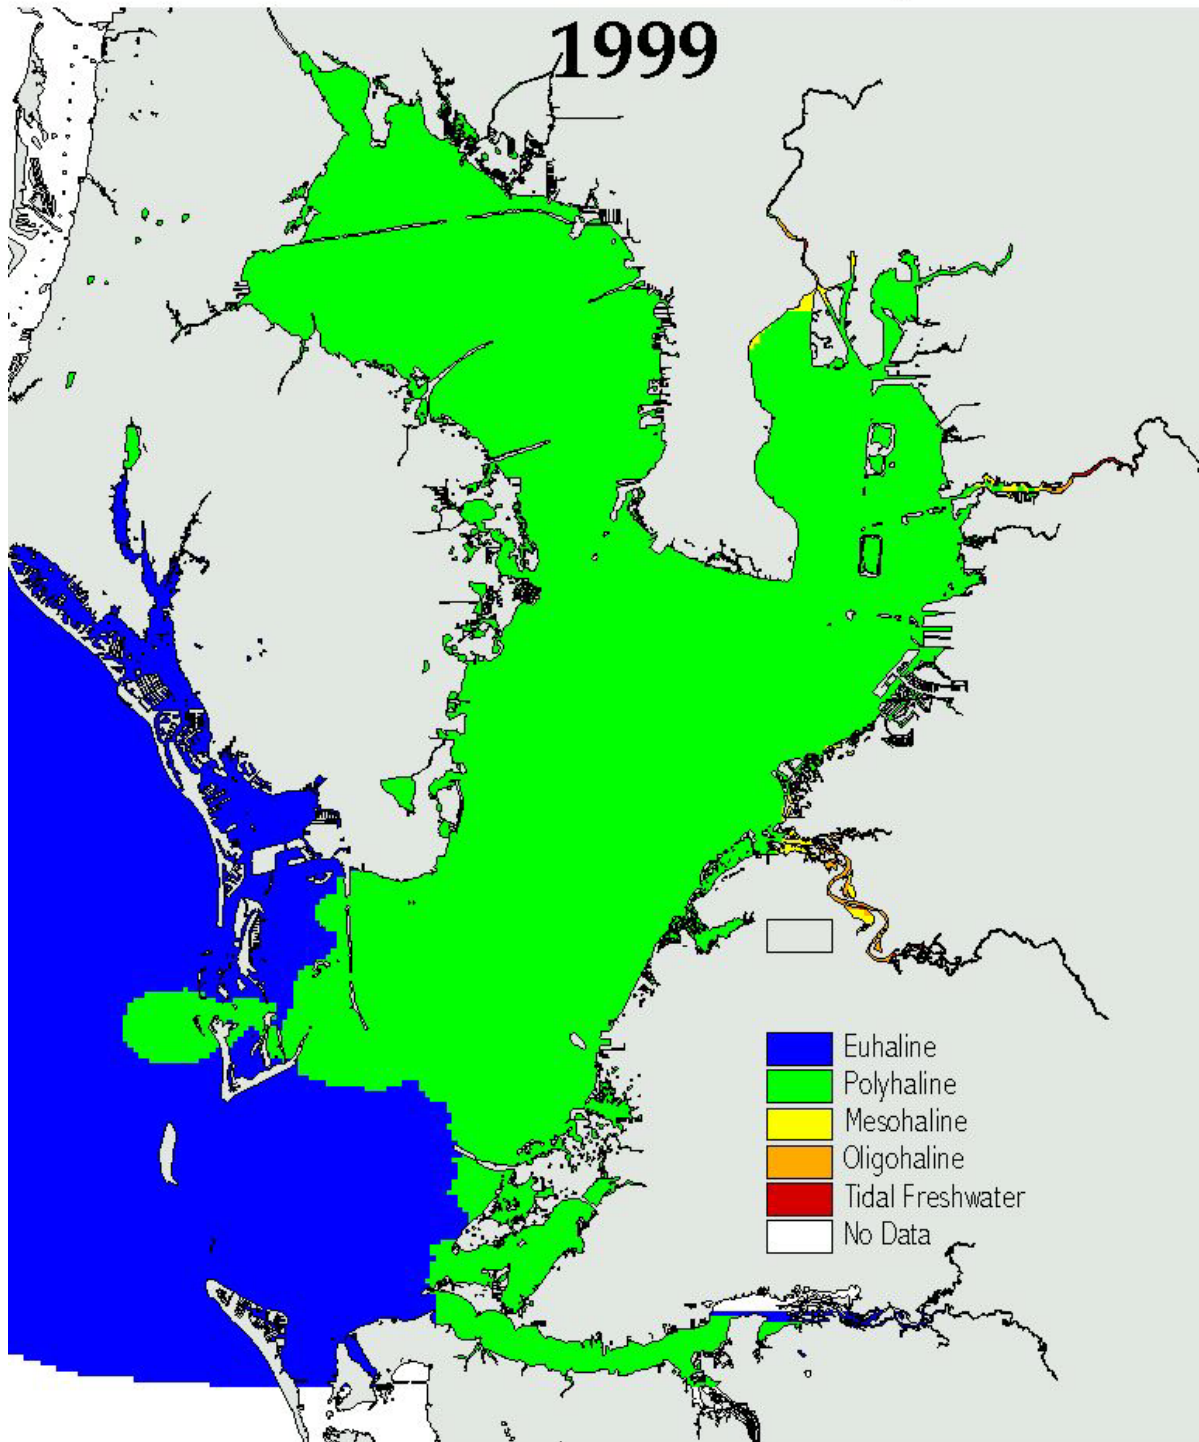 1999
Euhaline
Polyhaline
Mesohaline
Oligohaline
Tidal Freshwater
No Data